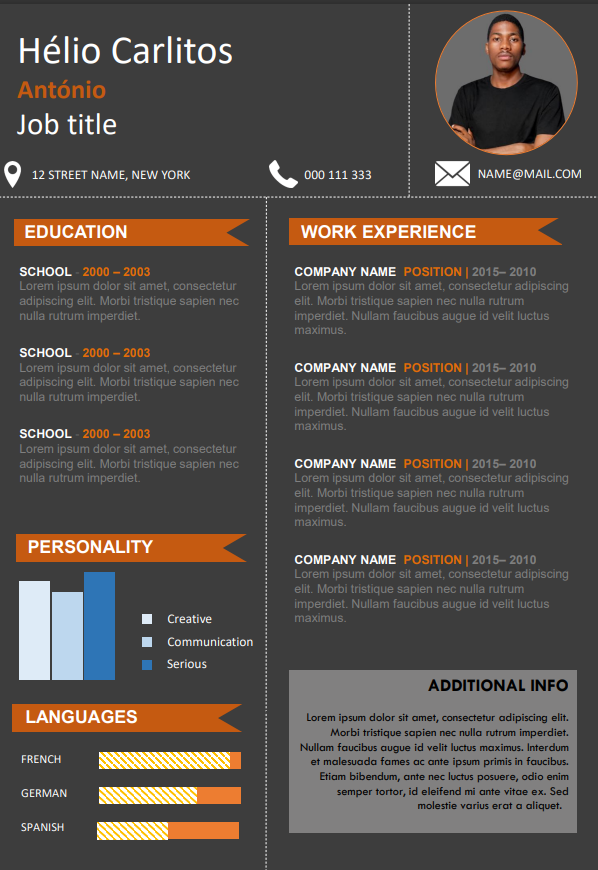 Hélio Carlitos
António
Job title
12 STREET NAME, NEW YORK
000 111 333
NAME@MAIL.COM
EDUCATION
SCHOOL - 2000 – 2003
Lorem ipsum dolor sit amet, consectetur
adipiscing elit. Morbi tristique sapien nec
nulla rutrum imperdiet.
SCHOOL - 2000 – 2003
Lorem ipsum dolor sit amet, consectetur
adipiscing elit. Morbi tristique sapien nec
nulla rutrum imperdiet.
SCHOOL - 2000 – 2003
Lorem ipsum dolor sit amet, consectetur
adipiscing elit. Morbi tristique sapien nec
nulla rutrum imperdiet.
PERSONALITY
Creative
Communication
Serious
LANGUAGES
FRENCH
GERMAN
SPANISH
WORK EXPERIENCE
COMPANY NAME POSITION | 2015– 2010
Lorem ipsum dolor sit amet, consectetur adipiscing
elit. Morbi tristique sapien nec nulla rutrum
imperdiet. Nullam faucibus augue id velit luctus
maximus.
COMPANY NAME POSITION | 2015– 2010
Lorem ipsum dolor sit amet, consectetur adipiscing
elit. Morbi tristique sapien nec nulla rutrum
imperdiet. Nullam faucibus augue id velit luctus
maximus.
COMPANY NAME POSITION | 2015– 2010
Lorem ipsum dolor sit amet, consectetur adipiscing
elit. Morbi tristique sapien nec nulla rutrum
imperdiet. Nullam faucibus augue id velit luctus
maximus.
COMPANY NAME POSITION | 2015– 2010
Lorem ipsum dolor sit amet, consectetur adipiscing
elit. Morbi tristique sapien nec nulla rutrum
imperdiet. Nullam faucibus augue id velit luctus
maximus.
ADDITIONAL INFO
Lorem ipsum dolor sit amet, consectetur adipiscing elit.
Morbi tristique sapien nec nulla rutrum imperdiet.
Nullam faucibus augue id velit luctus maximus. Interdum
et malesuada fames ac ante ipsum primis in faucibus.
Etiam bibendum, ante nec luctus posuere, odio enim
semper tortor, id eleifend mi ante vitae ex. Sed
molestie varius erat a aliquet.